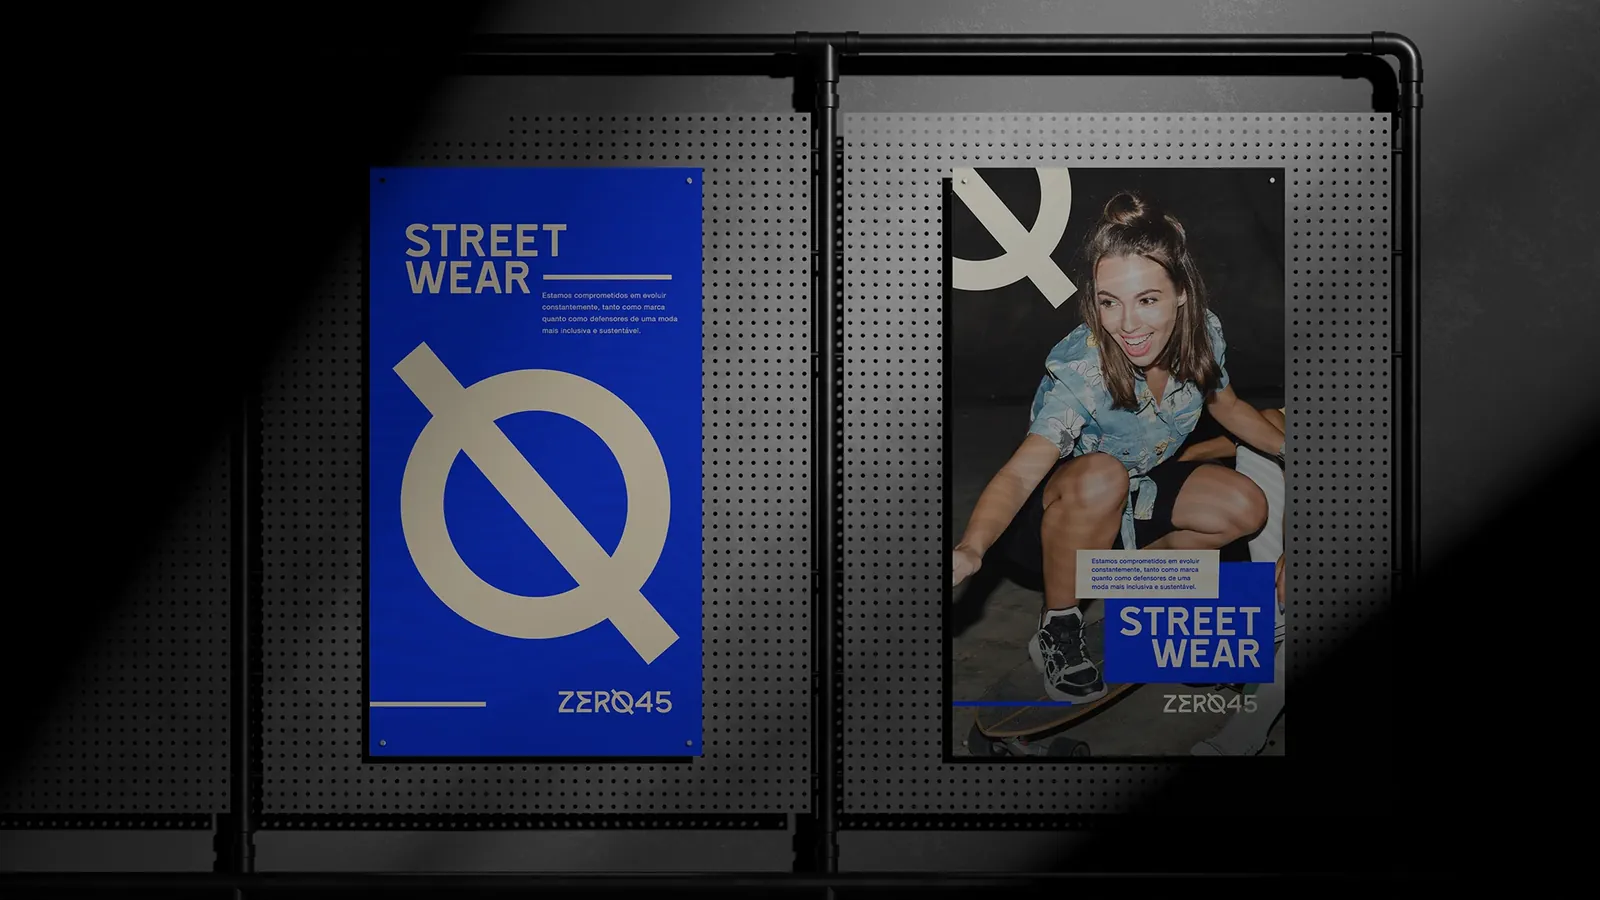 STREET
WEAR
Estamos comprometidos em evoluir
constantemente, tanto como marca
quanto como defensores de uma moda
mais inclusiva e sustentável.
ZERO45
Estamos comprometidos em evoluir
constantemente, tanto como marca
quanto como defensores de uma
moda mais inclusiva e sustentável.
STREET
WEAR
ZERO45